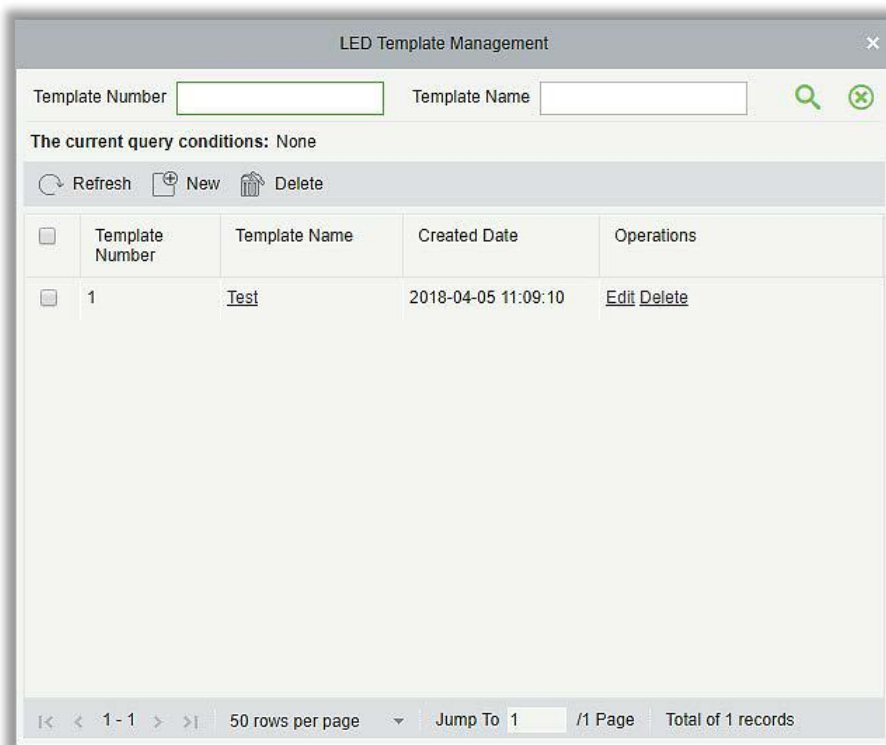 LED Template Management
Template Number Template Name
The current query conditions: None
Refresh New Delete
Template Number Template Name Created Date Operations
1 Test 2018-04-05 11:09:10 Edit Delete
1 - 1 50 rows per page Jump To 1 /1 Page Total of 1 records